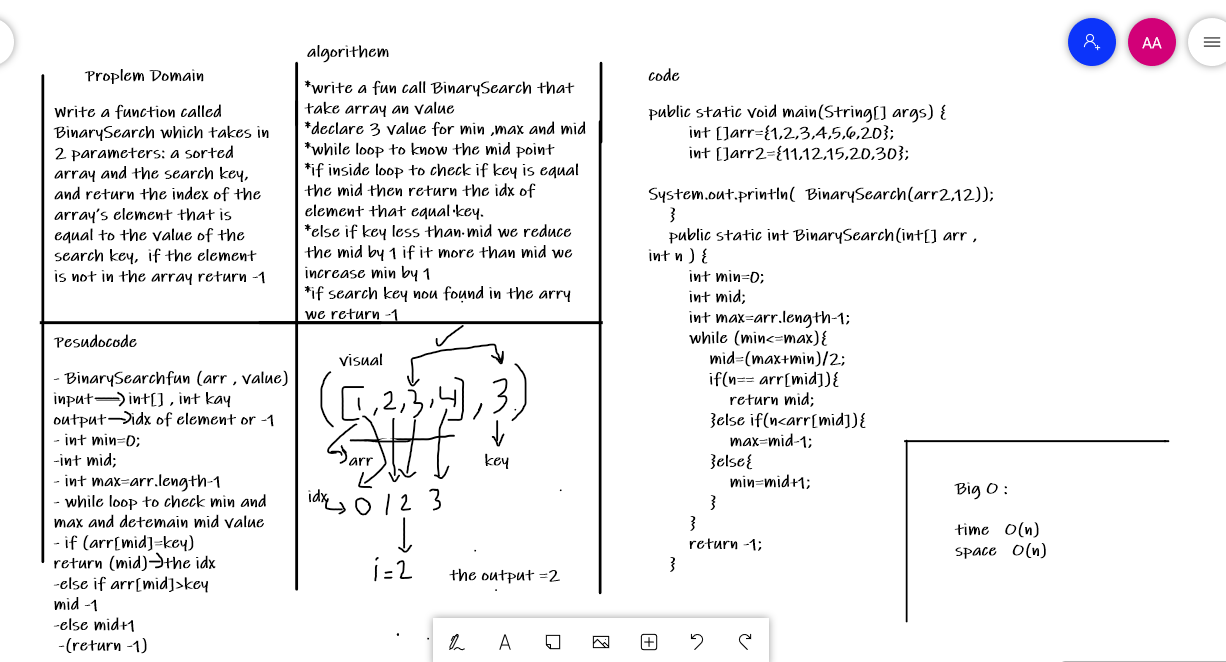 AA
Proplem Domain
Write a function called
BinarySearch which takes in
2 parameters: a sorted
array and the search key,
and return the index of the
array's element that is
equal to the value of the
search key, if the element
is not in the array return -1
algorithem
*write a fun call BinarySearch that
take array an value
*declare 3 value for min ,max and mid
*while loop to know the mid point
*if inside loop to check if key is equal
the mid then return the idx of
element that equal key.
*else if key less than mid we reduce
the mid by 1 if it more than mid we
increase min by 1
*if search key nou found in the arry
we return -1
Pesudocode
- BinarySearchfun (arr , value)
input⟹int[] , int kay
output→idx of element or -1
- int min=0;
-int mid;
- int max=arr.length-1
- while loop to check min and
max and detemain mid value
- if (arr[mid]=key)
return (mid)→the idx
-else if arr[mid]>key
mid -1
-else mid+1
-(return -1)
visual
([1,2,3,4],3)
arr
key
idx 0 1 2 3
i=2
the output =2
code
public static void main(String[] args) {
int []arr={1,2,3,4,5,6,20};
int []arr2={11,12,15,20,30};
System.out.println( BinarySearch(arr2,12));
}
public static int BinarySearch(int[] arr ,
int n ) {
int min=0;
int mid;
int max=arr.length-1;
while (min<=max){
mid=(max+min)/2;
if(n== arr[mid]){
return mid;
}else if(n<arr[mid]){
max=mid-1;
}else{
min=mid+1;
}
}
return -1;
}
Big O :
time O(n)
space O(n)
A